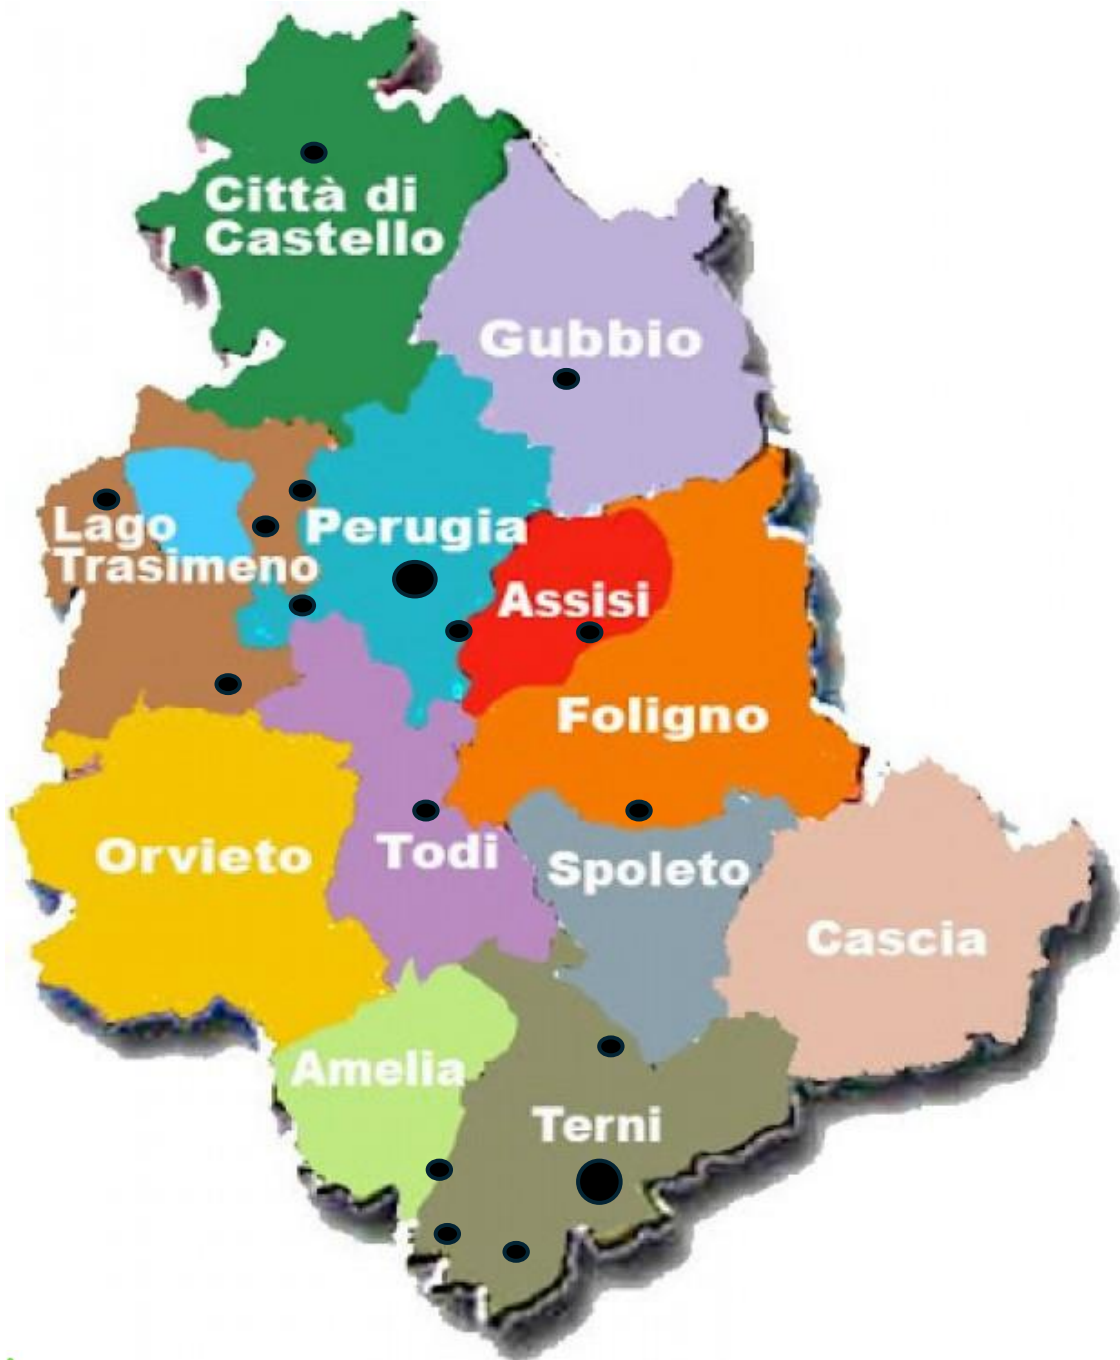 Città di
Castello
Gubbio
Lago
Trasimeno
Perugia
Assisi
Foligno
Orvieto
Todi
Spoleto
Cascia
Amelia
Terni